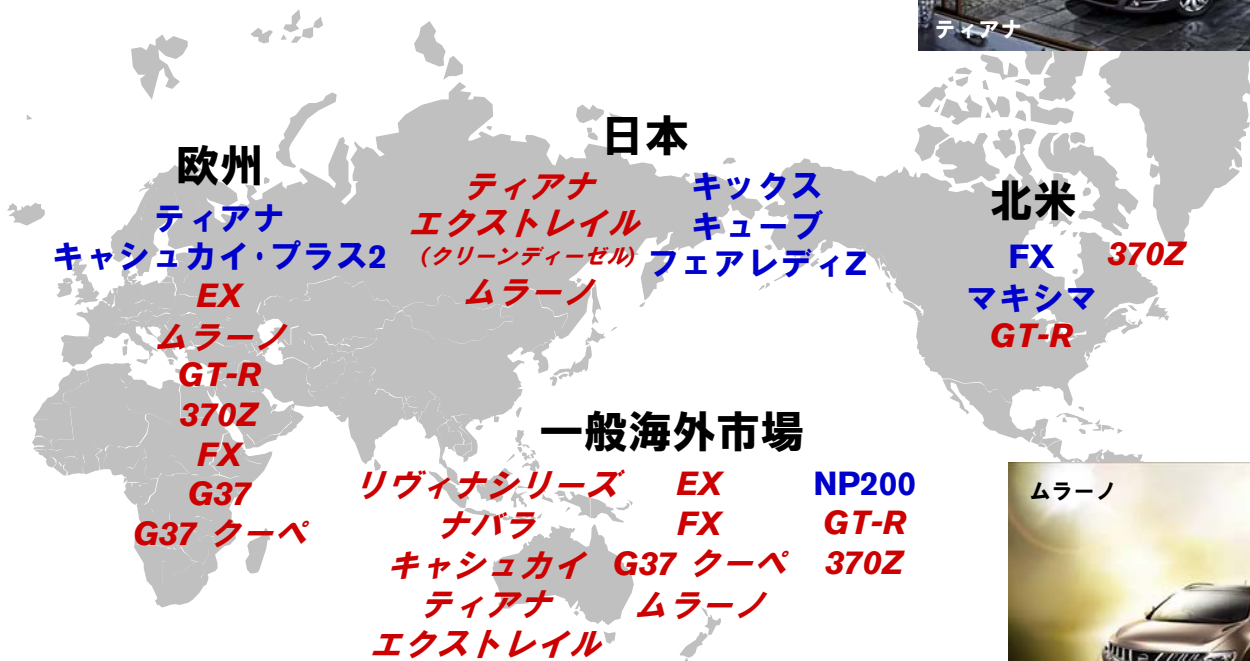 ティアナ
欧州
ティアナ
キャシュカイ・プラス2
EX
ムラーノ
GT-R
370Z
FX
G37
G37 クーペ
日本
ティアナ
エクストレイル
(クリーンディーゼル)
ムラーノ
キックス
キューブ
フェアレディZ
北米
FX
マキシマ
GT-R
370Z
一般海外市場
リヴィナシリーズ
ナバラ
キャシュカイ
ティアナ
エクストレイル
EX
FX
G37 クーペ
ムラーノ
NP200
GT-R
370Z
ムラーノ